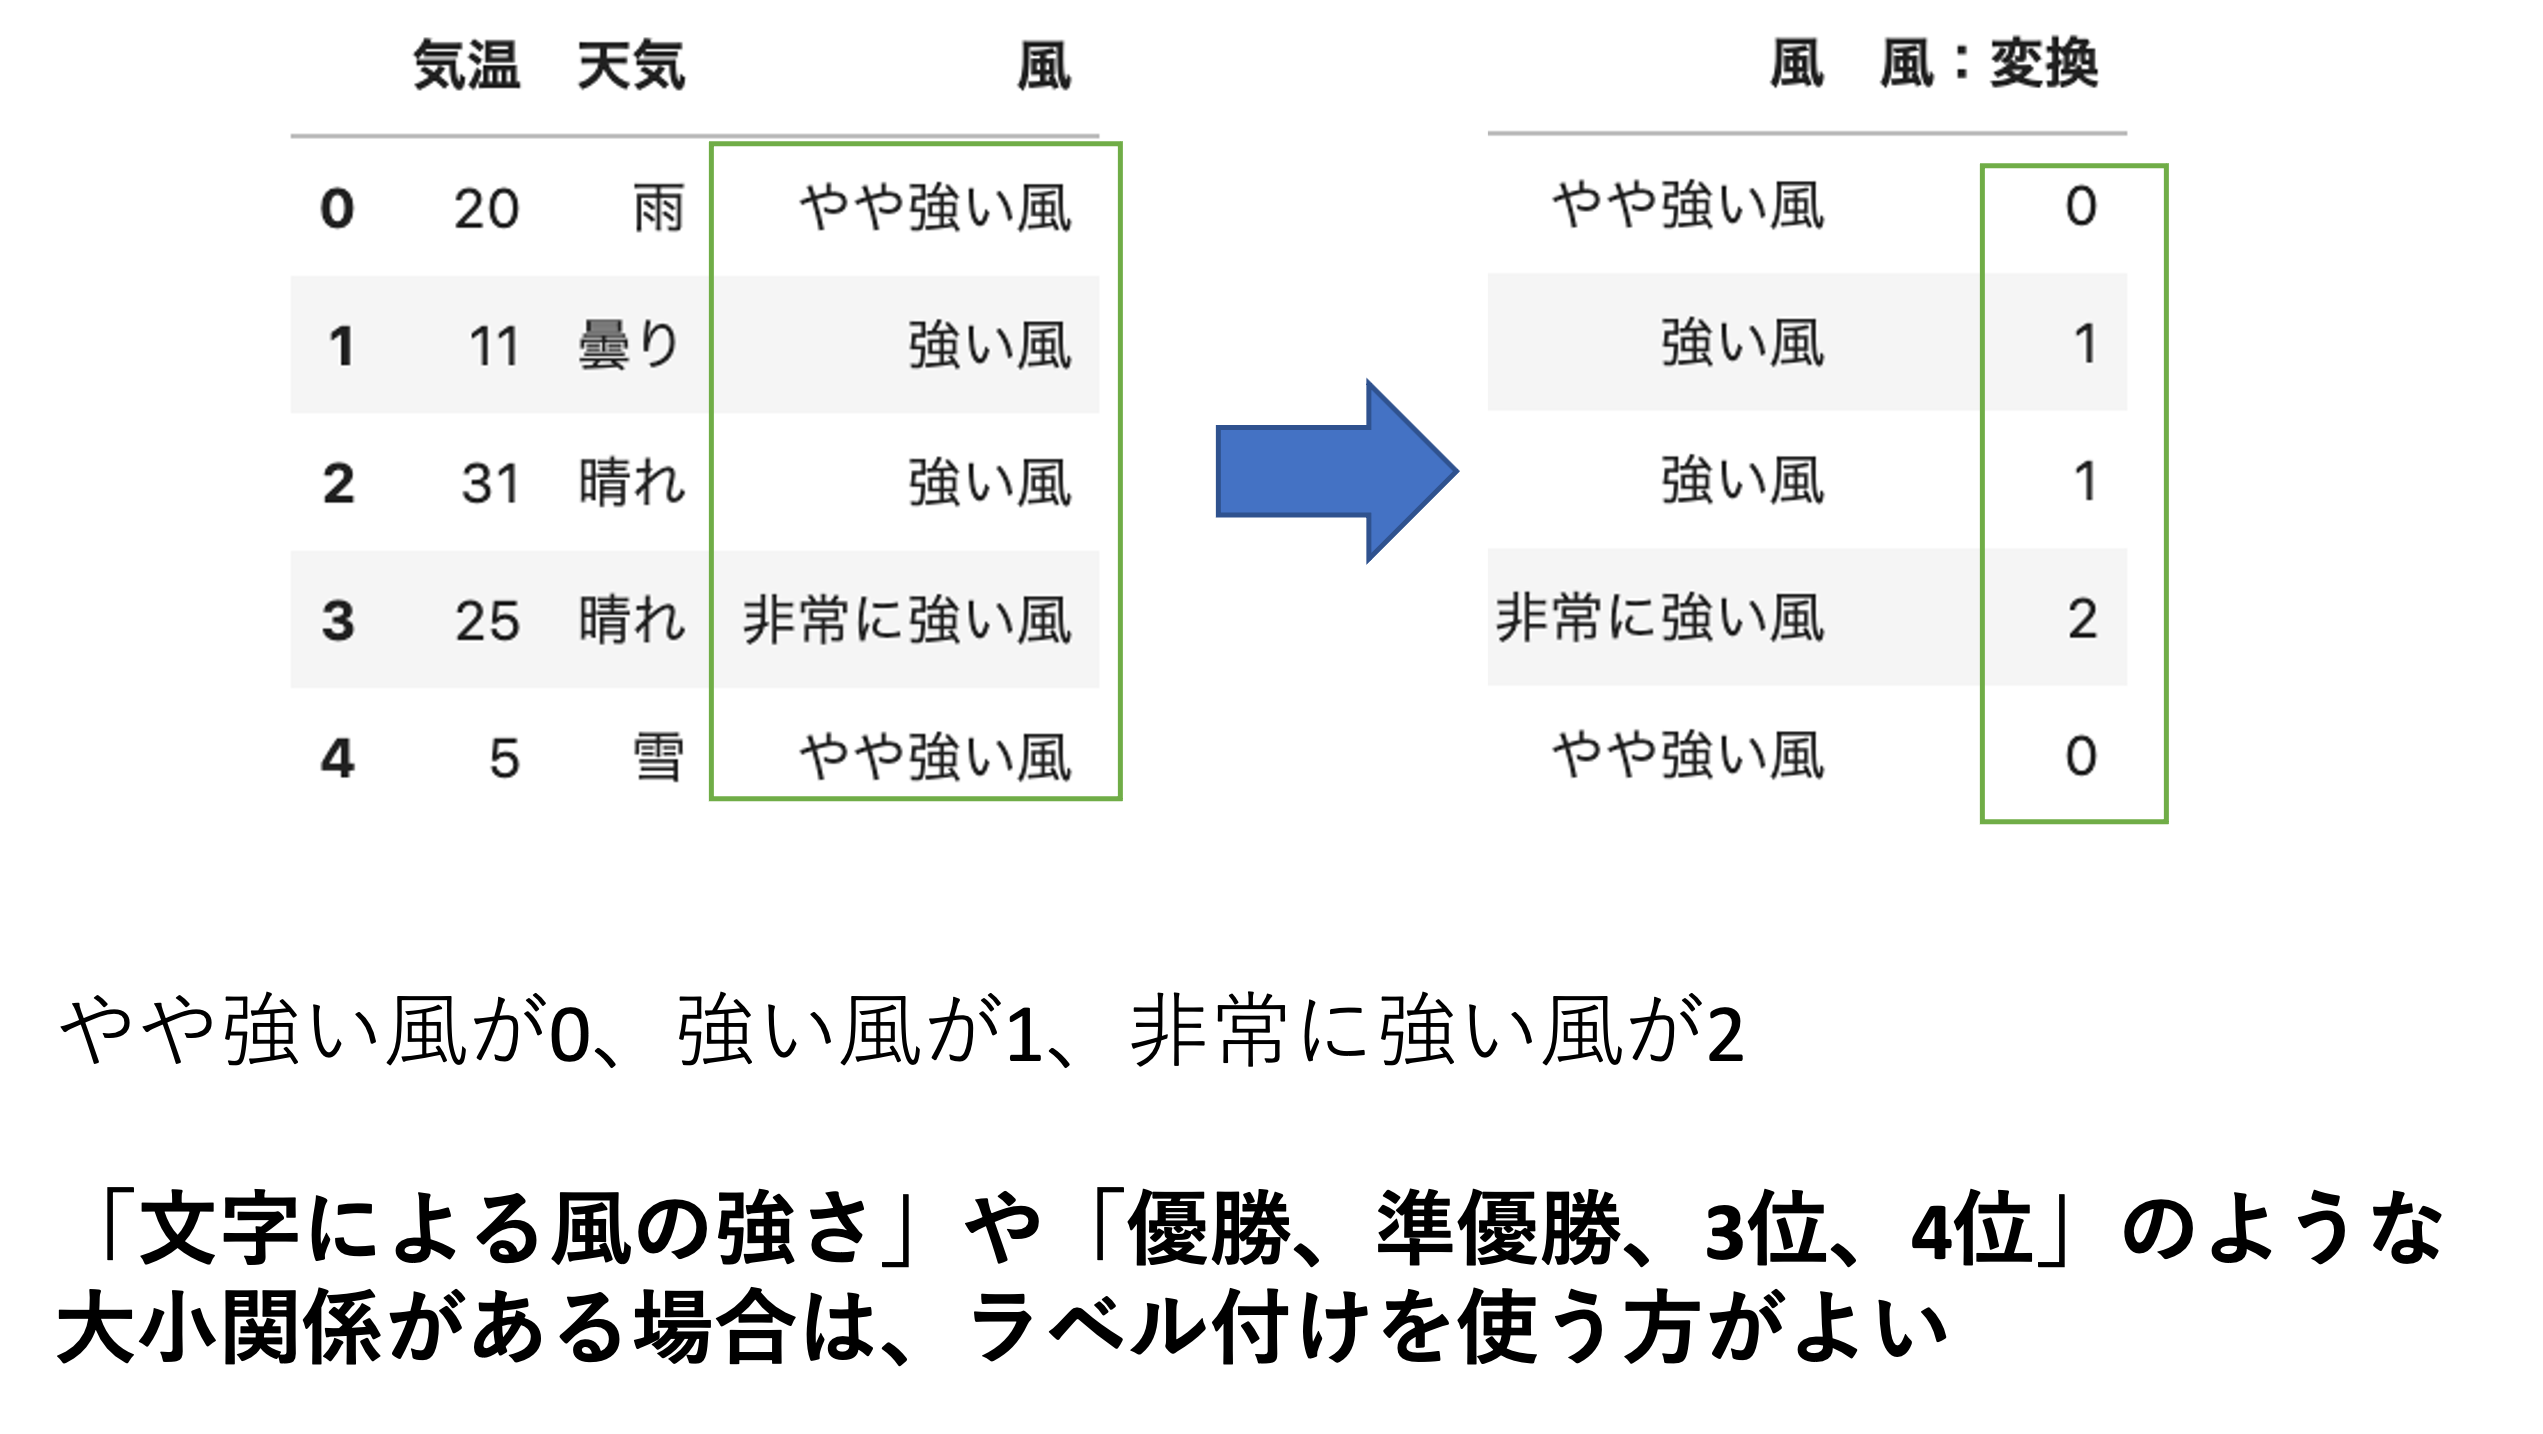 気温 天気 風
0 20 雨 やや強い風
1 11 曇り 強い風
2 31 晴れ 強い風
3 25 晴れ 非常に強い風
4 5 雪 やや強い風
風 風：変換
やや強い風 0
強い風 1
強い風 1
非常に強い風 2
やや強い風 0
やや強い風が0、強い風が1、非常に強い風が2
「文字による風の強さ」や「優勝、準優勝、3位、4位」のような
大小関係がある場合は、ラベル付けを使う方がよい